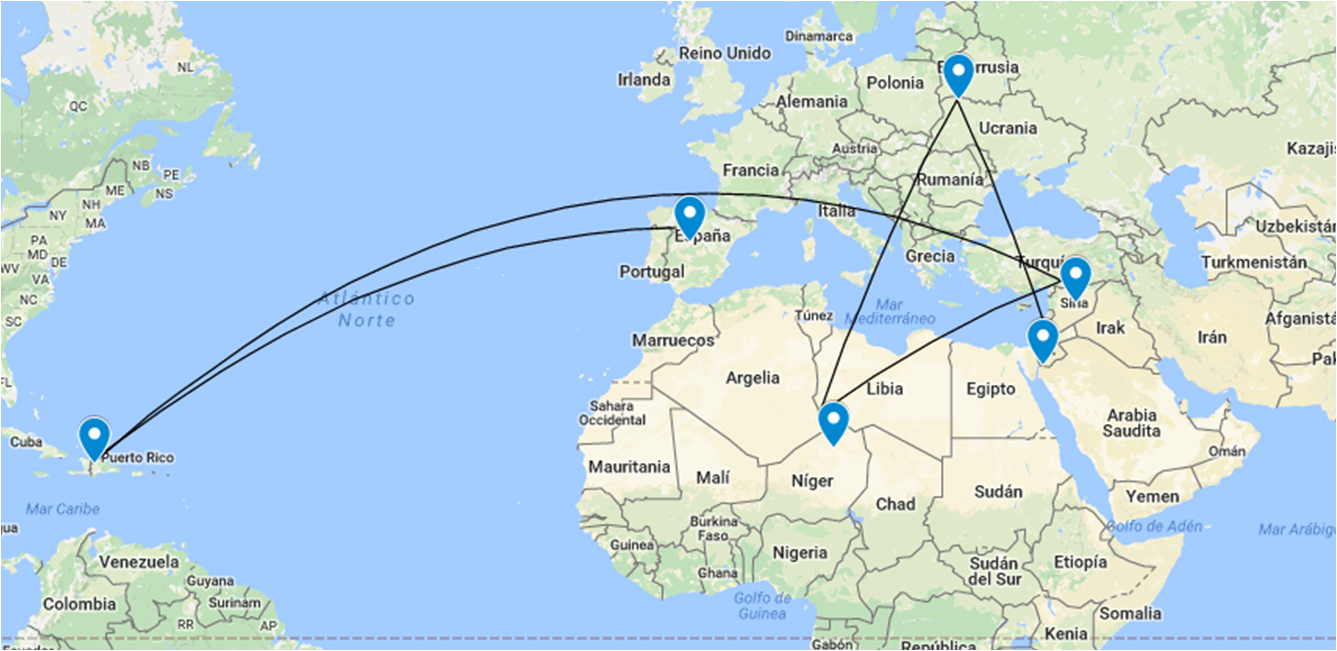 NL
QC
NB
PE
ME
NS
NH
NY
MA
PA
MD
DE
WV
VA
NC
SC
FL
Dinamarca
Reino Unido
Irlanda
Polonia
Alemania
Ucrania
Austria
Francia
Rumanía
Italia
España
Portugal
Grecia
Kazajis
Uzbekistár
Turkmenistán
Siria
Irak
Irán
Afganistá
Pak
Atlántico
Norte
Mar
Mediterráneo
Túnez
Marruecos
Argelia
Libia
Egipto
Arabia
Saudita
Omán
Yemen
Sahara
Occidental
Mauritania
Malí
Níger
Chad
Sudán
Golfo de Adén
Mar Arábig
Burkina
Faso
Guinea
Nigeria
Ghana
Sudán
del Sur
Etiopía
Somalia
Golfo de
Guinea
Kenia
Gabón
República
Cuba
Puerto Rico
Mar Caribe
gua
Venezuela
Guyana
Colombia
Surinam
RR
AP